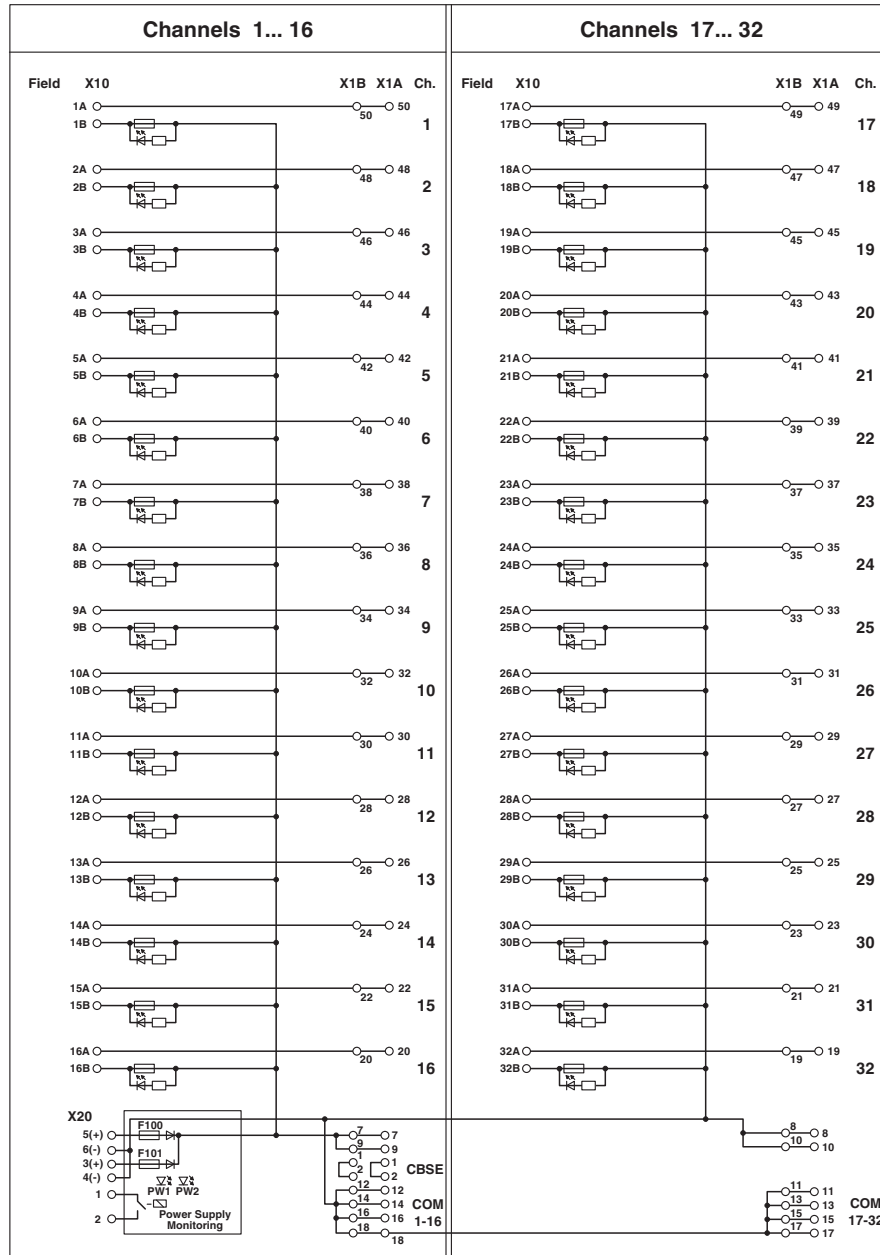 Channels 1... 16
Channels 17... 32
Field X10 X1B X1A Ch.
Field X10 X1B X1A Ch.
1A 50 50
1B 1
2A 48 48
2B 2
3A 46 46
3B 3
4A 44 44
4B 4
5A 42 42
5B 5
6A 40 40
6B 6
7A 38 38
7B 7
8A 36 36
8B 8
9A 34 34
9B 9
10A 32 32
10B 10
11A 30 30
11B 11
12A 28 28
12B 12
13A 26 26
13B 13
14A 24 24
14B 14
15A 22 22
15B 15
16A 20 20
16B 16
17A 49 49
17B 17
18A 47 47
18B 18
19A 45 45
19B 19
20A 43 43
20B 20
21A 41 41
21B 21
22A 39 39
22B 22
23A 37 37
23B 23
24A 35 35
24B 24
25A 33 33
25B 25
26A 31 31
26B 26
27A 29 29
27B 27
28A 27 27
28B 28
29A 25 25
29B 29
30A 23 23
30B 30
31A 21 21
31B 31
32A 19 19
32B 32
X20
5(+) F100
6(-)
3(+) F101
4(-)
PW1 PW2
1
2
Power Supply
Monitoring
7 7
9 9
1 1
2 2
CBSE
12 12
14 14
16 16
18 18
COM
1-16
8 8
10 10
11 11
13 13
15 15
17 17
COM
17-32